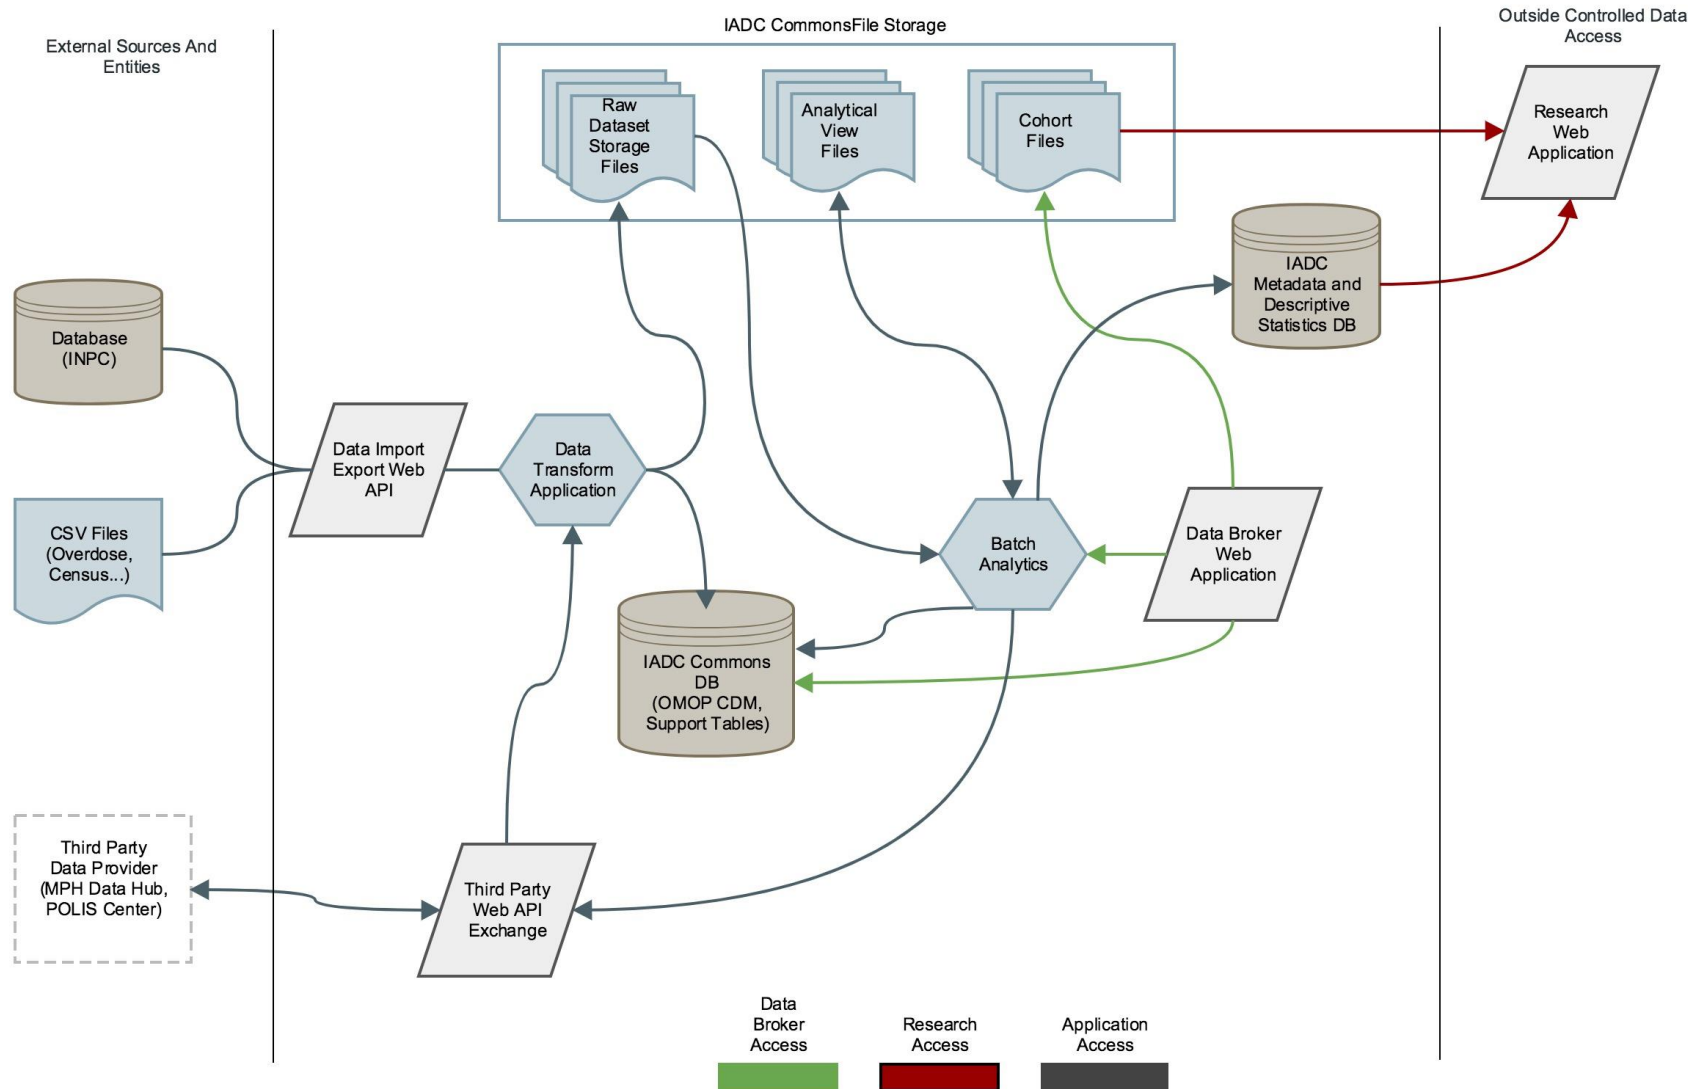 IADC CommonsFile Storage
Outside Controlled Data
Access
External Sources And
Entities
Raw
Dataset
Storage
Files
Analytical
View
Files
Cohort
Files
Research
Web
Application
IADC
Metadata and
Descriptive
Statistics DB
Database
(INPC)
Data Import
Export Web
API
Data
Transform
Application
CSV Files
(Overdose,
Census...)
Batch
Analytics
Data Broker
Web
Application
IADC Commons
DB
(OMOP CDM,
Support Tables)
Third Party
Data Provider
(MPH Data Hub,
POLIS Center)
Third Party
Web API
Exchange
Data
Broker
Access
Research
Access
Application
Access